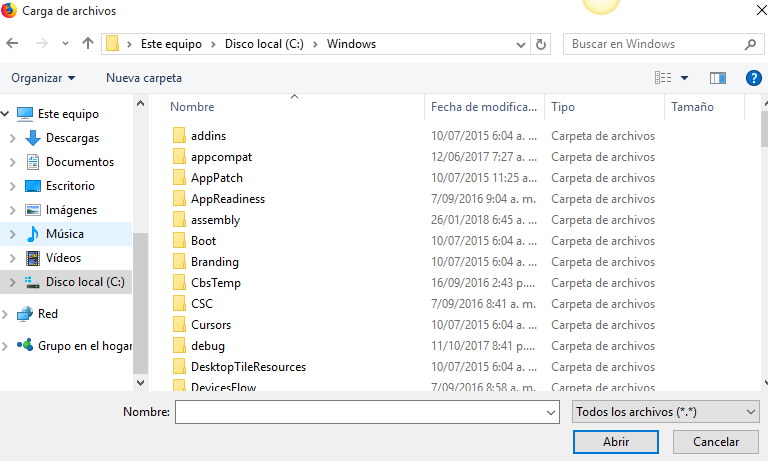 Carga de archivos
Este equipo > Disco local (C:) > Windows
Buscar en Windows
Organizar
Nueva carpeta
Este equipo
Descargas
Documentos
Escritorio
Imágenes
Música
Vídeos
Disco local (C:)
Red
Grupo en el hogar
Nombre Fecha de modifica... Tipo Tamaño
addins 10/07/2015 6:04 a. ... Carpeta de archivos
appcompat 12/06/2017 7:27 a. ... Carpeta de archivos
AppPatch 10/07/2015 11:25 a... Carpeta de archivos
AppReadiness 7/09/2016 9:04 a. m. Carpeta de archivos
assembly 26/01/2018 6:45 a. ... Carpeta de archivos
Boot 10/07/2015 6:04 a. ... Carpeta de archivos
Branding 10/07/2015 6:04 a. ... Carpeta de archivos
CbsTemp 16/09/2016 2:43 p.... Carpeta de archivos
CSC 7/09/2016 8:41 a. m. Carpeta de archivos
Cursors 10/07/2015 6:04 a. ... Carpeta de archivos
debug 11/10/2017 8:41 p.... Carpeta de archivos
DesktopTileResources 10/07/2015 6:04 a. ... Carpeta de archivos
DevicesFlow 7/09/2016 8:58 a. m. Carpeta de archivos
Nombre:
Todos los archivos (*.*)
Abrir
Cancelar